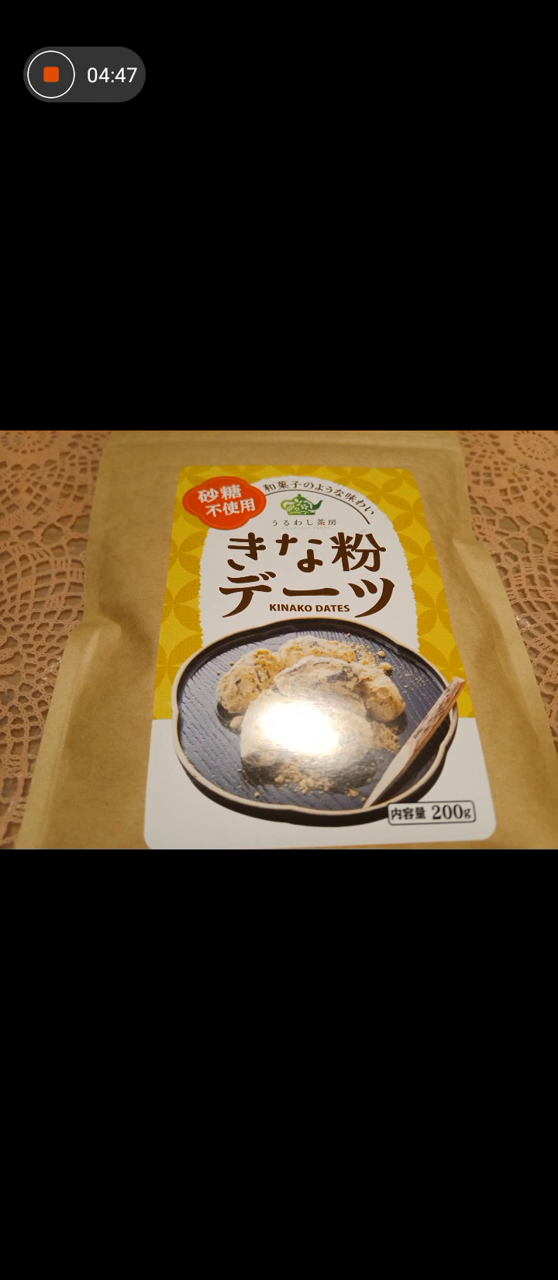 04:47
砂糖
不使用
和菓子のような味わい
うるわし茶房
きな粉
デーツ
KINAKO DATES
内容量 200g